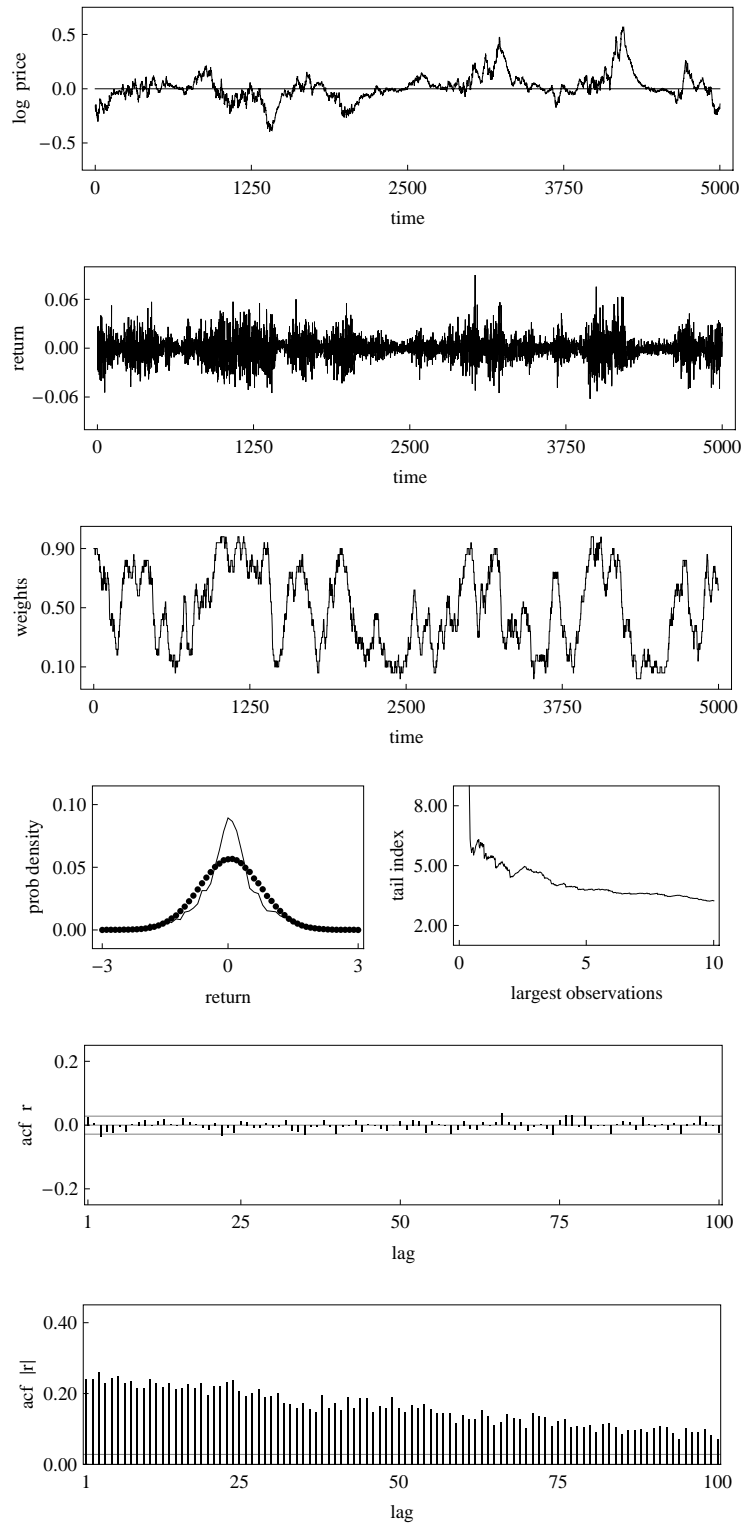 log price
0.5
0.0
−0.5
0 1250 2500 3750 5000
time
return
0.06
0.00
−0.06
0 1250 2500 3750 5000
time
weights
0.90
0.50
0.10
0 1250 2500 3750 5000
time
prob density
0.10
0.05
0.00
−3 0 3
return
tail index
8.00
5.00
2.00
0 5 10
largest observations
acf r
0.2
0.0
−0.2
1 25 50 75 100
lag
acf |r|
0.40
0.20
0.00
1 25 50 75 100
lag